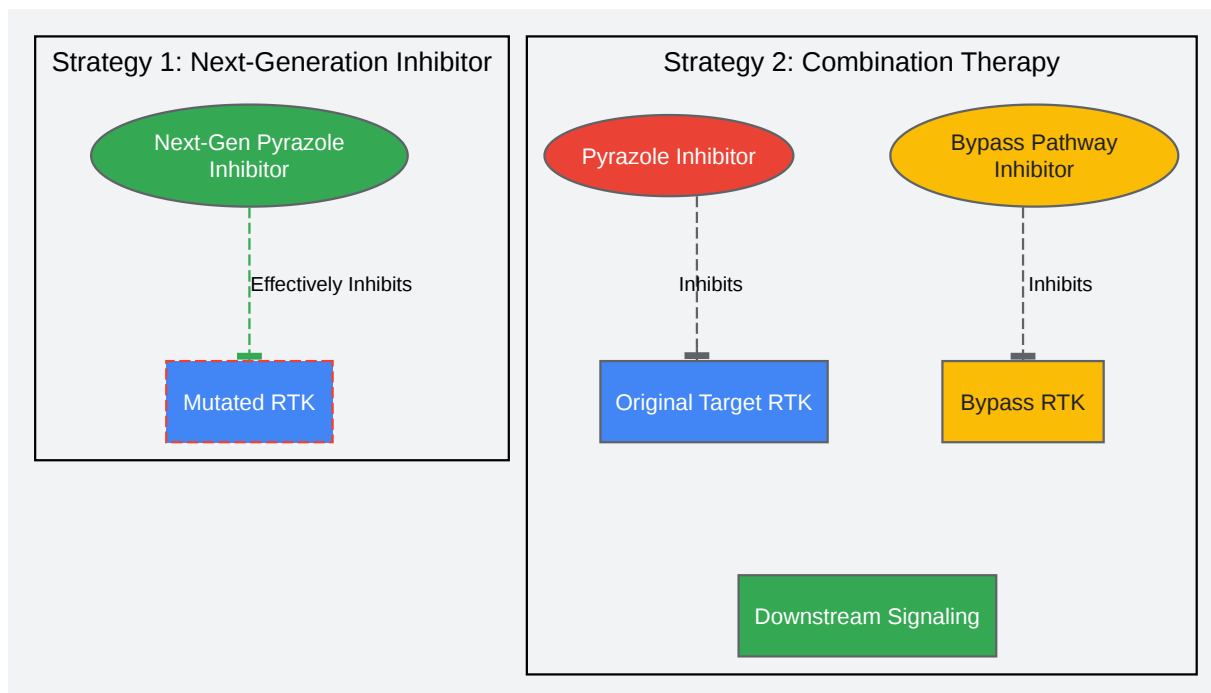 Strategy 1: Next-Generation Inhibitor
Next-Gen Pyrazole
Inhibitor
Effectively Inhibits
Mutated RTK
Strategy 2: Combination Therapy
Pyrazole Inhibitor
Bypass Pathway
Inhibitor
Inhibits
Inhibits
Original Target RTK
Bypass RTK
Downstream Signaling